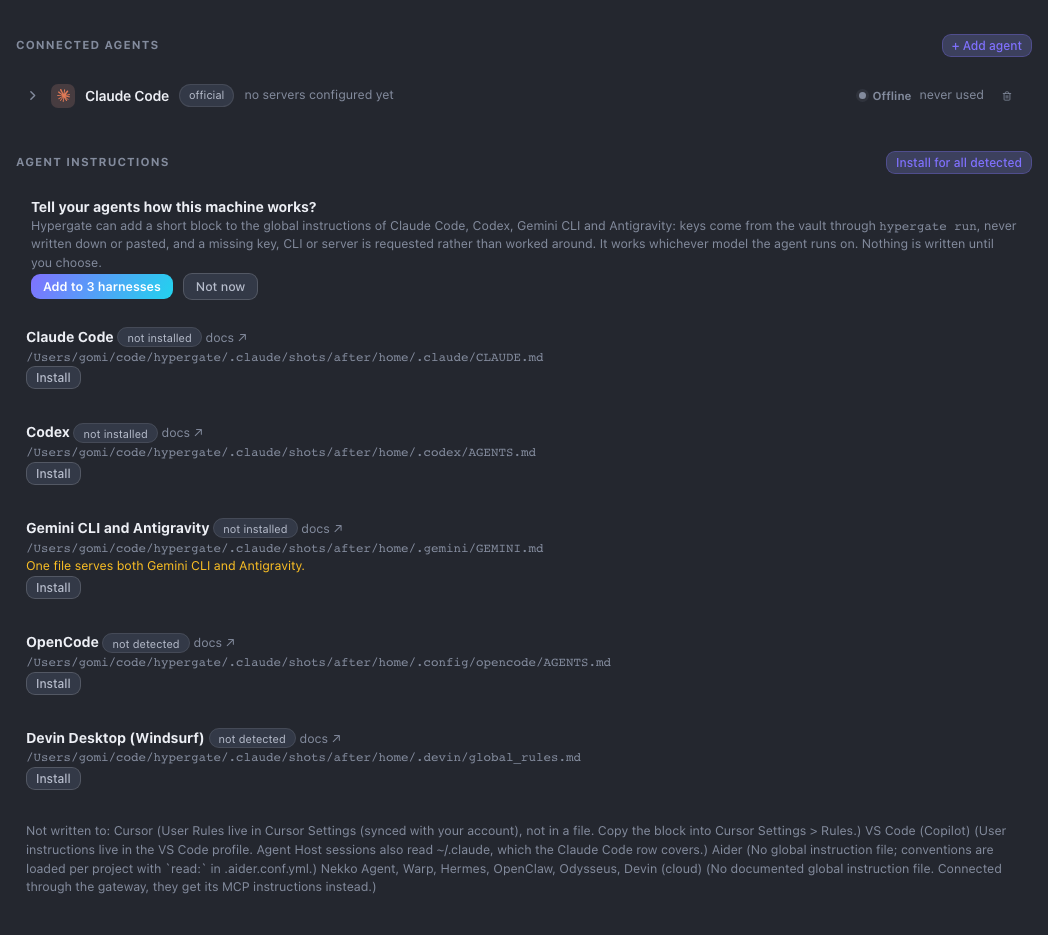 CONNECTED AGENTS
+ Add agent
Claude Code official no servers configured yet
Offline never used
AGENT INSTRUCTIONS
Install for all detected
Tell your agents how this machine works?
Hypergate can add a short block to the global instructions of Claude Code, Codex, Gemini CLI and Antigravity: keys come from the vault through hypergate run, never
written down or pasted, and a missing key, CLI or server is requested rather than worked around. It works whichever model the agent runs on. Nothing is written until
you choose.
Add to 3 harnesses Not now
Claude Code not installed docs ↗
/Users/gomi/code/hypergate/.claude/shots/after/home/.claude/CLAUDE.md
Install
Codex not installed docs ↗
/Users/gomi/code/hypergate/.claude/shots/after/home/.codex/AGENTS.md
Install
Gemini CLI and Antigravity not installed docs ↗
/Users/gomi/code/hypergate/.claude/shots/after/home/.gemini/GEMINI.md
One file serves both Gemini CLI and Antigravity.
Install
OpenCode not detected docs ↗
/Users/gomi/code/hypergate/.claude/shots/after/home/.config/opencode/AGENTS.md
Install
Devin Desktop (Windsurf) not detected docs ↗
/Users/gomi/code/hypergate/.claude/shots/after/home/.devin/global_rules.md
Install
Not written to: Cursor (User Rules live in Cursor Settings (synced with your account), not in a file. Copy the block into Cursor Settings > Rules.) VS Code (Copilot) (User
instructions live in the VS Code profile. Agent Host sessions also read ~/.claude, which the Claude Code row covers.) Aider (No global instruction file; conventions are
loaded per project with `read:` in .aider.conf.yml.) Nekko Agent, Warp, Hermes, OpenClaw, Odysseus, Devin (cloud) (No documented global instruction file. Connected
through the gateway, they get its MCP instructions instead.)